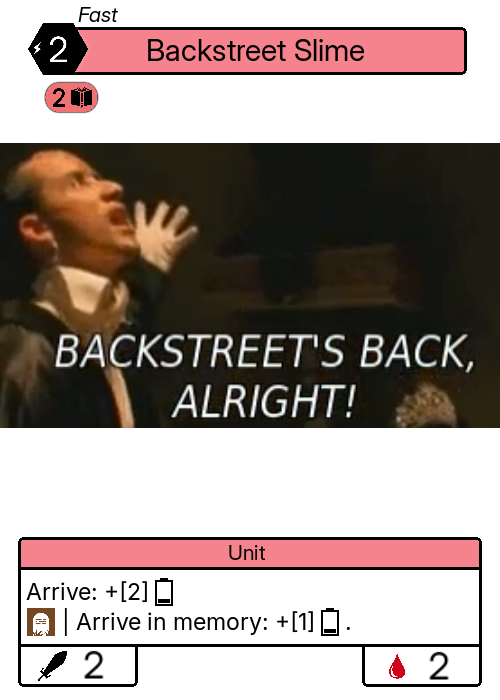 Fast
2
Backstreet Slime
2
BACKSTREET'S BACK,
ALRIGHT!
Unit
Arrive: +[2]
| Arrive in memory: +[1] .
2
2